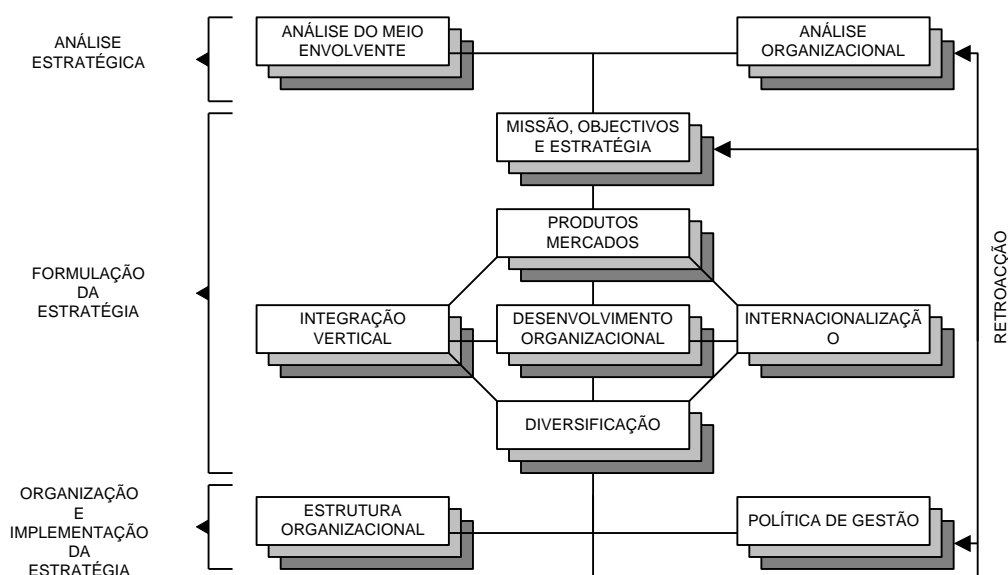 ANÁLISE
ESTRATÉGICA
ANÁLISE DO MEIO
ENVOLVENTE
ANÁLISE
ORGANIZACIONAL
MISSÃO, OBJECTIVOS
E ESTRATÉGIA
PRODUTOS
MERCADOS
FORMULAÇÃO
DA
ESTRATÉGIA
INTEGRAÇÃO
VERTICAL
DESENVOLVIMENTO
ORGANIZACIONAL
INTERNACIONALIZAÇÃ
O
DIVERSIFICAÇÃO
RETROACÇÃO
ORGANIZAÇÃO
E
IMPLEMENTAÇÃO
DA
ESTRATÉGIA
ESTRUTURA
ORGANIZACIONAL
POLÍTICA DE GESTÃO